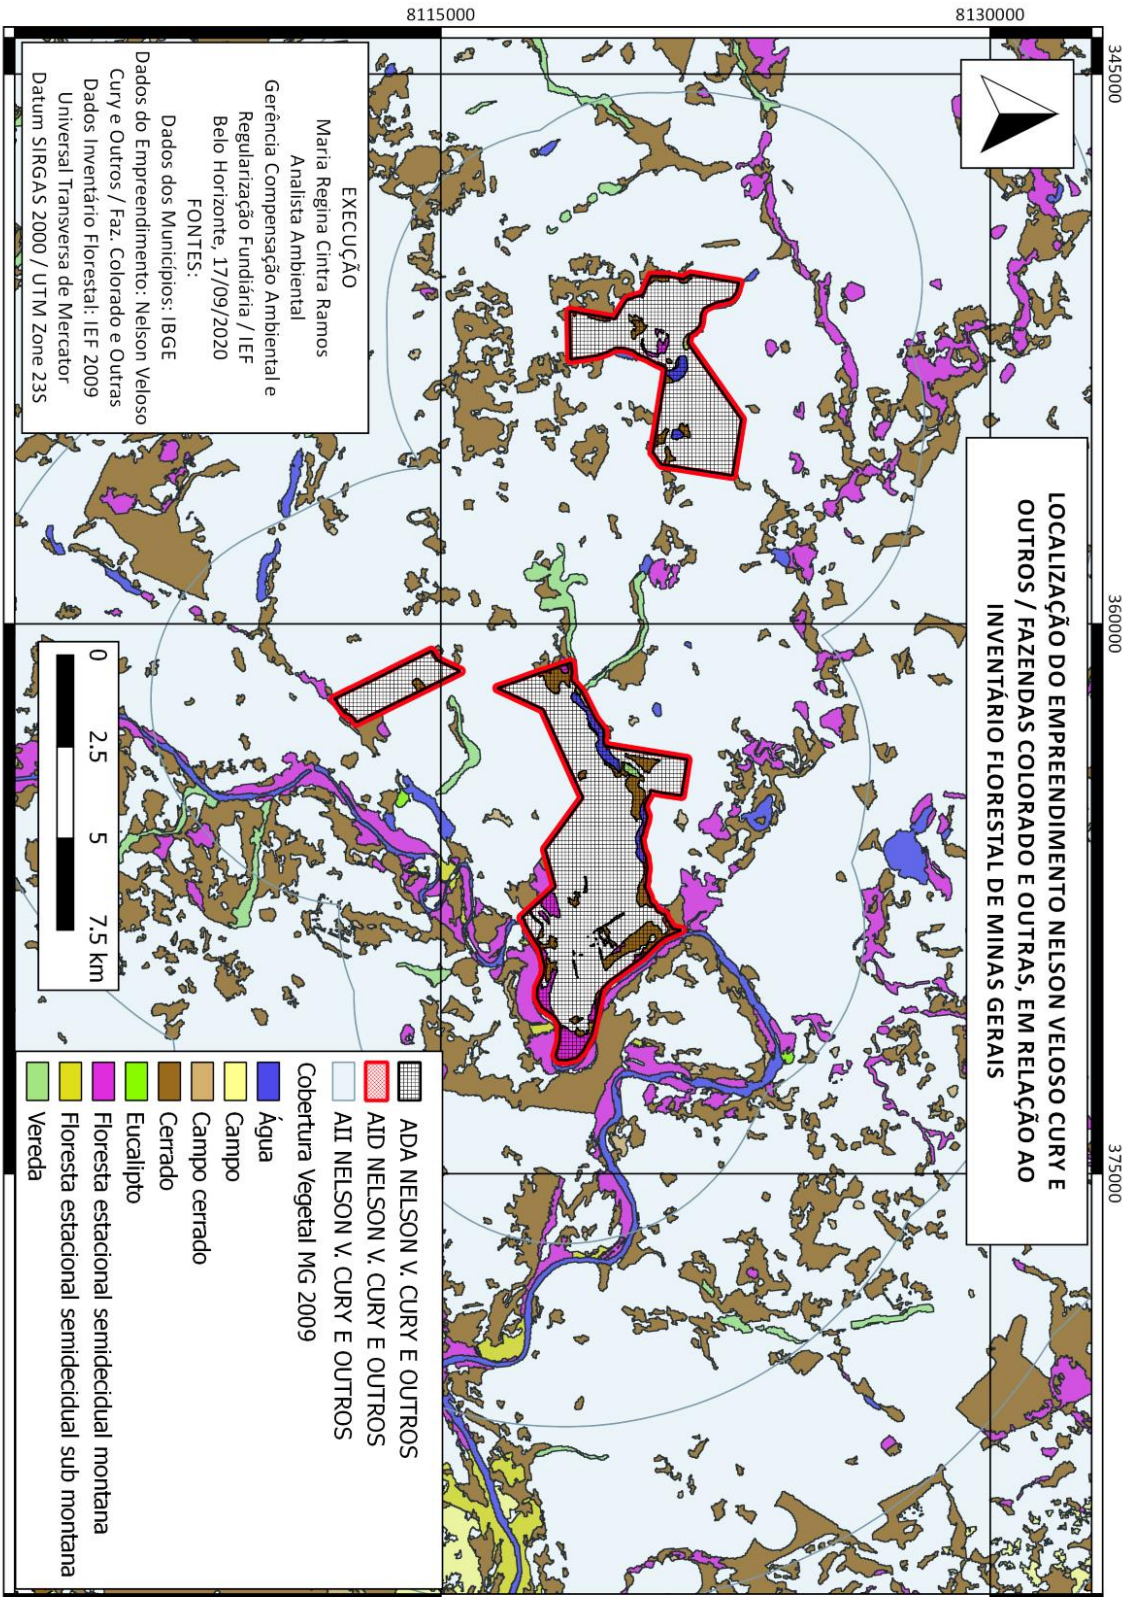 LOCALIZAÇÃO DO EMPREENDIMENTO NELSON VELOSO CURY E
OUTROS / FAZENDAS COLORADO E OUTRAS, EM RELAÇÃO AO
INVENTÁRIO FLORESTAL DE MINAS GERAIS
345000
360000
375000
8130000
8115000
EXECUÇÃO
Maria Regina Cintra Ramos
Analista Ambiental
Gerência Compensação Ambiental e
Regularização Fundiária / IEF
Belo Horizonte, 17/09/2020
FONTES:
Dados dos Municípios: IBGE
Dados do Empreendimento: Nelson Veloso
Cury e Outros / Faz. Colorado e Outras
Dados Inventário Florestal: IEF 2009
Universal Transversa de Mercator
Datum SIRGAS 2000 / UTM Zone 23S
0 2.5 5 7.5 km
ADA NELSON V. CURY E OUTROS
AID NELSON V. CURY E OUTROS
AII NELSON V. CURY E OUTROS
Cobertura Vegetal MG 2009
Água
Campo
Campo cerrado
Cerrado
Eucalipto
Floresta estacional semidecidual montana
Floresta estacional semidecidual sub montana
Vereda